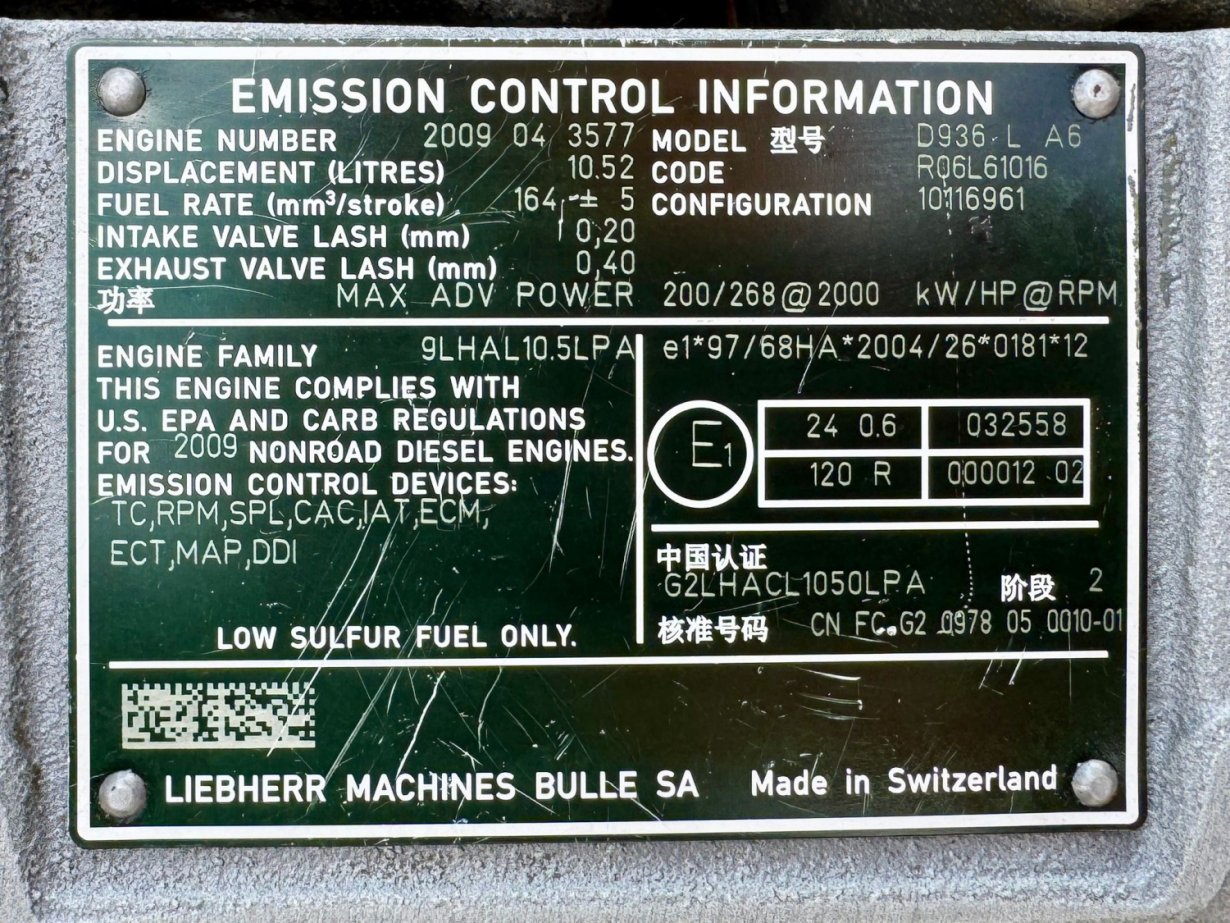 EMISSION CONTROL INFORMATION
ENGINE NUMBER 2009 04 3577 MODEL 型号 D936 L A6
DISPLACEMENT (LITRES) 10.52 CODE R06L61016
FUEL RATE (mm³/stroke) 164 ± 5 CONFIGURATION 10116961
INTAKE VALVE LASH (mm) 0,20
EXHAUST VALVE LASH (mm) 0,40
功率 MAX ADV POWER 200/268@2000 kW/HP@RPM
ENGINE FAMILY 9LHAL10.5LPA
THIS ENGINE COMPLIES WITH
U.S. EPA AND CARB REGULATIONS
FOR 2009 NONROAD DIESEL ENGINES.
EMISSION CONTROL DEVICES:
TC,RPM,SPL,CAC,IAT,ECM,
ECT,MAP,DDI
LOW SULFUR FUEL ONLY.
e1*97/68HA*2004/26*0181*12
E1
24 0.6 032558
120 R 000012 02
中国认证
G2LHACL1050LPA 阶段 2
核准号码 CN FC G2 0978 05 0010-01
LIEBHERR MACHINES BULLE SA Made in Switzerland